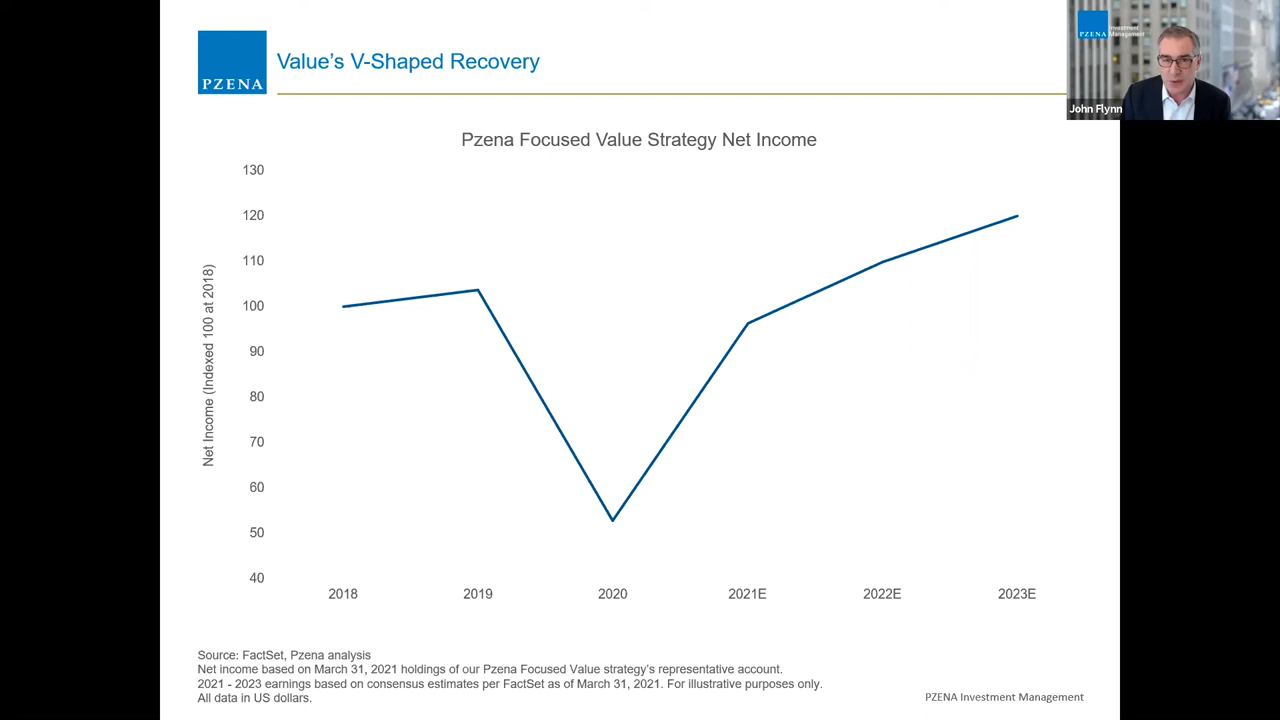 PZENA
Value's V-Shaped Recovery
PZENA
Investment
Management
John Flynn
Pzena Focused Value Strategy Net Income
Net Income (Indexed 100 at 2018)
130
120
110
100
90
80
70
60
50
40
2018
2019
2020
2021E
2022E
2023E
Source: FactSet, Pzena analysis
Net income based on March 31, 2021 holdings of our Pzena Focused Value strategy's representative account.
2021 - 2023 earnings based on consensus estimates per FactSet as of March 31, 2021. For illustrative purposes only.
All data in US dollars.
PZENA Investment Management